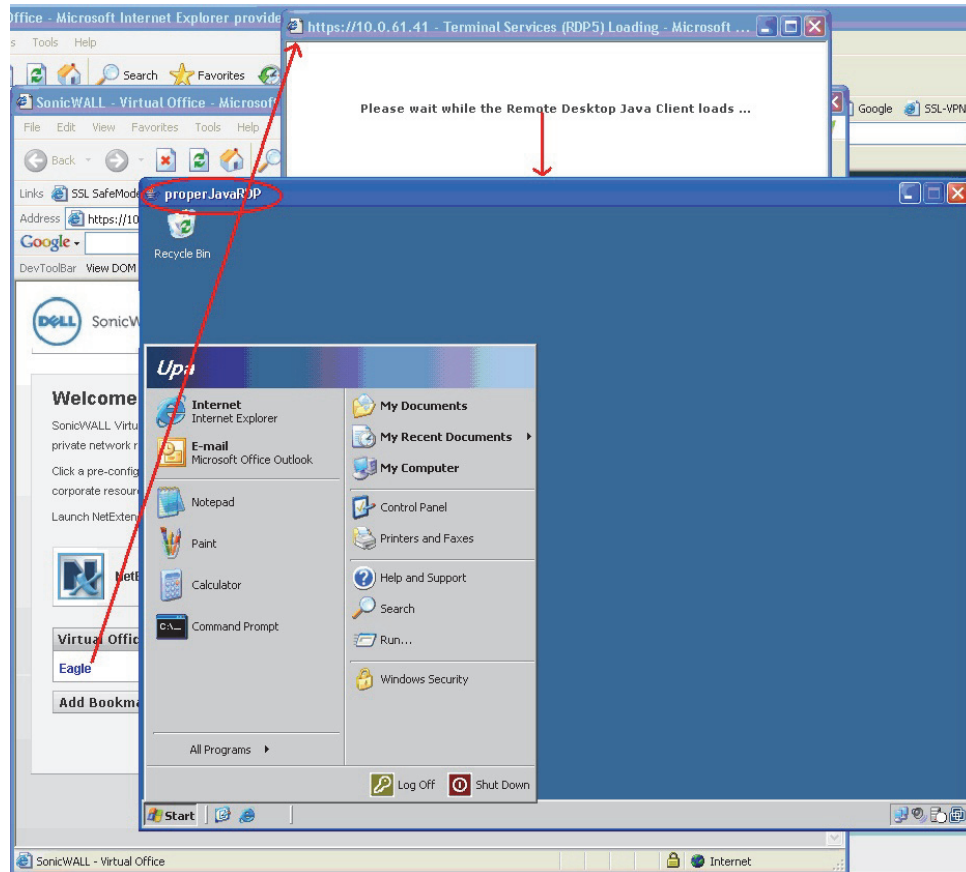 ffice - Microsoft Internet Explorer provide
https://10.0.61.41 - Terminal Services (RDP5) Loading - Microsoft ...
s Tools Help
Search Favorites
Please wait while the Remote Desktop Java Client loads ...
SonicWALL - Virtual Office - Microsof
Google SSL-VPN
File Edit View Favorites Tools Help
Back
Links SSL SafeMode
properJavaRDP
Address https://10
Google
Recycle Bin
DevToolBar View DOM
DELL SonicW
Upa
Welcome
SonicWALL Virtu
private network r
Click a pre-config
corporate resour
Launch NetExten
NetE
Virtual Offic
Eagle
Add Bookma
Internet
Internet Explorer
E-mail
Microsoft Office Outlook
Notepad
Paint
Calculator
C:\_ Command Prompt
All Programs
My Documents
My Recent Documents
My Computer
Control Panel
Printers and Faxes
Help and Support
Search
Run...
Windows Security
Log Off Shut Down
Start
SonicWALL - Virtual Office
Internet